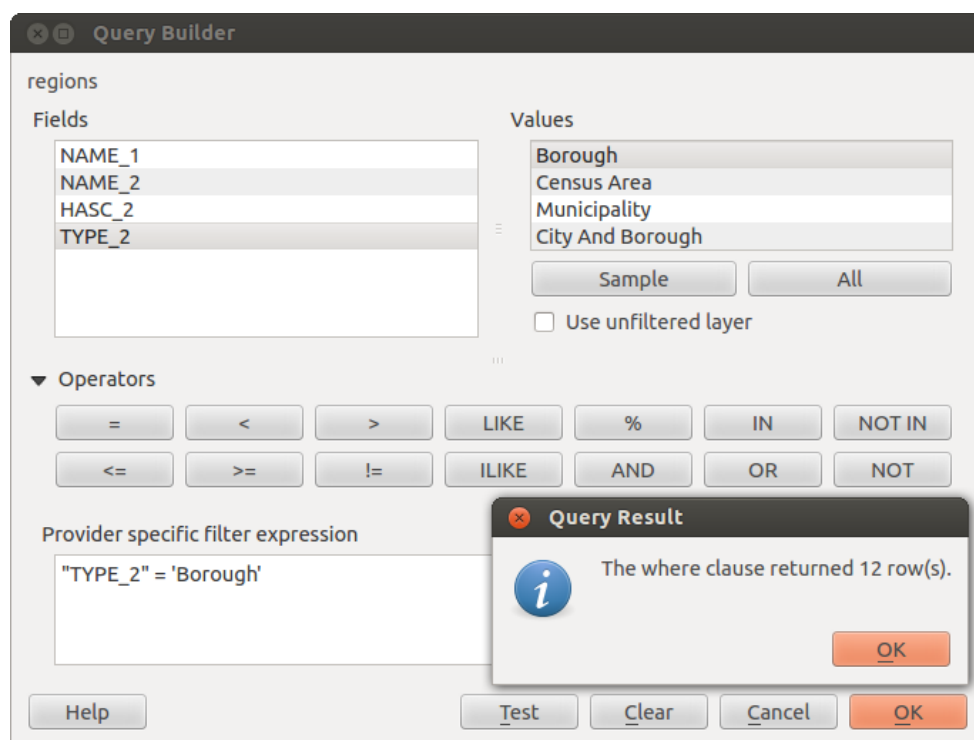 Query Builder
regions
Fields
NAME_1
NAME_2
HASC_2
TYPE_2
Values
Borough
Census Area
Municipality
City And Borough
Sample All
Use unfiltered layer
Operators
= < > LIKE % IN NOT IN
<= >= != ILIKE AND OR NOT
Provider specific filter expression
"TYPE_2" = 'Borough'
Query Result
The where clause returned 12 row(s).
OK
Help Test Clear Cancel OK